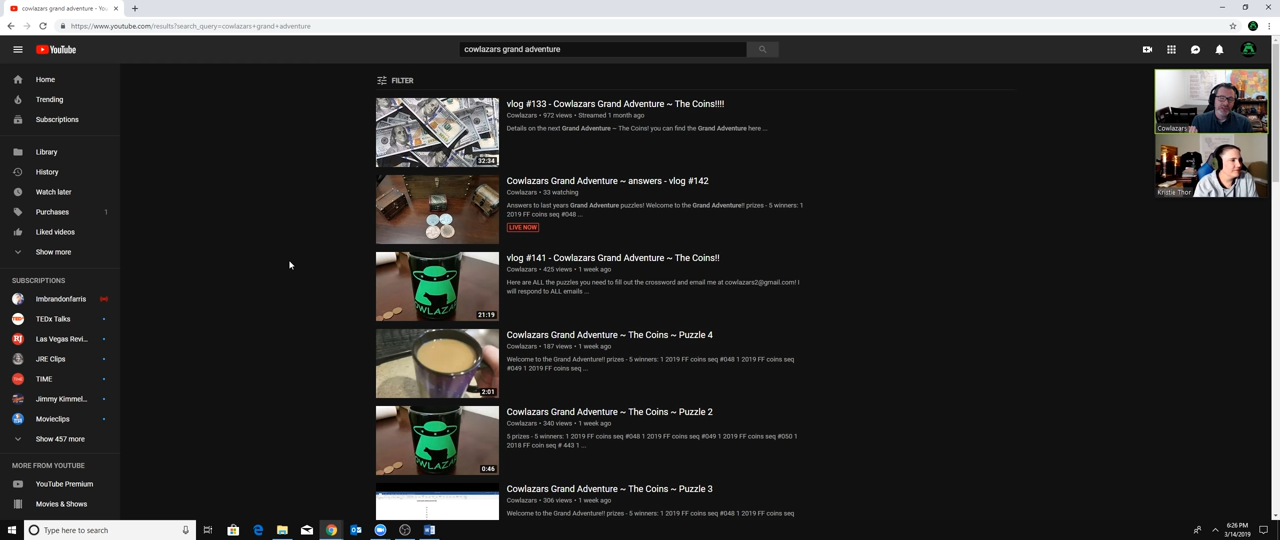 cowlazars grand adventure - You
https://www.youtube.com/results?search_query=cowlazars+grand+adventure
YouTube
cowlazars grand adventure
Home
Trending
Subscriptions
Library
History
Watch later
Purchases 1
Liked videos
Show more
SUBSCRIPTIONS
Imbrandonfarris
TEDx Talks
Las Vegas Revi...
JRE Clips
TIME
Jimmy Kimmel...
Movieclips
Show 457 more
MORE FROM YOUTUBE
YouTube Premium
Movies & Shows
FILTER
32:34
vlog #133 - Cowlazars Grand Adventure ~ The Coins!!!!
Cowlazars • 972 views • Streamed 1 month ago
Details on the next Grand Adventure ~ The Coins! you can find the Grand Adventure here ...
Cowlazars Grand Adventure ~ answers - vlog #142
Cowlazars • 33 watching
Answers to last years Grand Adventure puzzles! Welcome to the Grand Adventure!! prizes - 5 winners: 1
2019 FF coins seq #048 ...
LIVE NOW
21:19
vlog #141 - Cowlazars Grand Adventure ~ The Coins!!
Cowlazars • 425 views • 1 week ago
Here are ALL the puzzles you need to fill out the crossword and email me at cowlazars2@gmail.com! I
will respond to ALL emails ...
2:01
Cowlazars Grand Adventure ~ The Coins ~ Puzzle 4
Cowlazars • 187 views • 1 week ago
Welcome to the Grand Adventure!! prizes - 5 winners: 1 2019 FF coins seq #048 1 2019 FF coins seq
#049 1 2019 FF coins seq ...
0:46
Cowlazars Grand Adventure ~ The Coins ~ Puzzle 2
Cowlazars • 340 views • 1 week ago
5 prizes - 5 winners: 1 2019 FF coins seq #048 1 2019 FF coins seq #049 1 2019 FF coins seq #050 1
2018 FF coin seq # 443 1 ...
Cowlazars Grand Adventure ~ The Coins ~ Puzzle 3
Cowlazars • 306 views • 1 week ago
Welcome to the Grand Adventure!! prizes - 5 winners: 1 2019 FF coins seq #048 1 2019 FF coins seq
Cowlazars
Kristie Thor
Type here to search
6:26 PM
3/14/2019